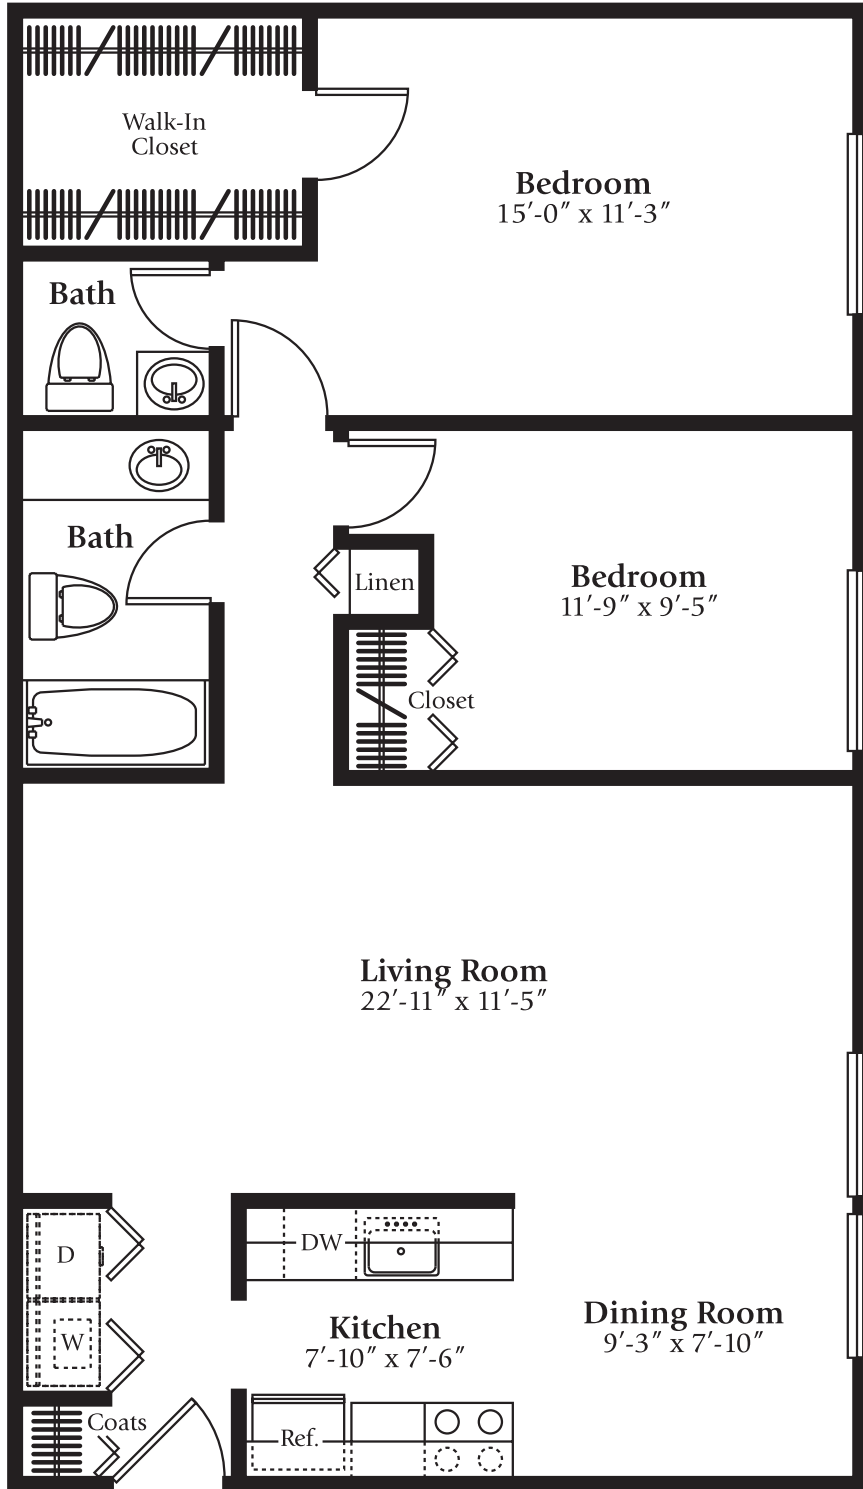 Walk-In
Closet
Bedroom
15′-0″ x 11′-3″
Bath
Bath
Linen
Bedroom
11′-9″ x 9′-5″
Closet
Living Room
22′-11″ x 11′-5″
D
DW
W
Kitchen
7′-10″ x 7′-6″
Dining Room
9′-3″ x 7′-10″
Coats
Ref.